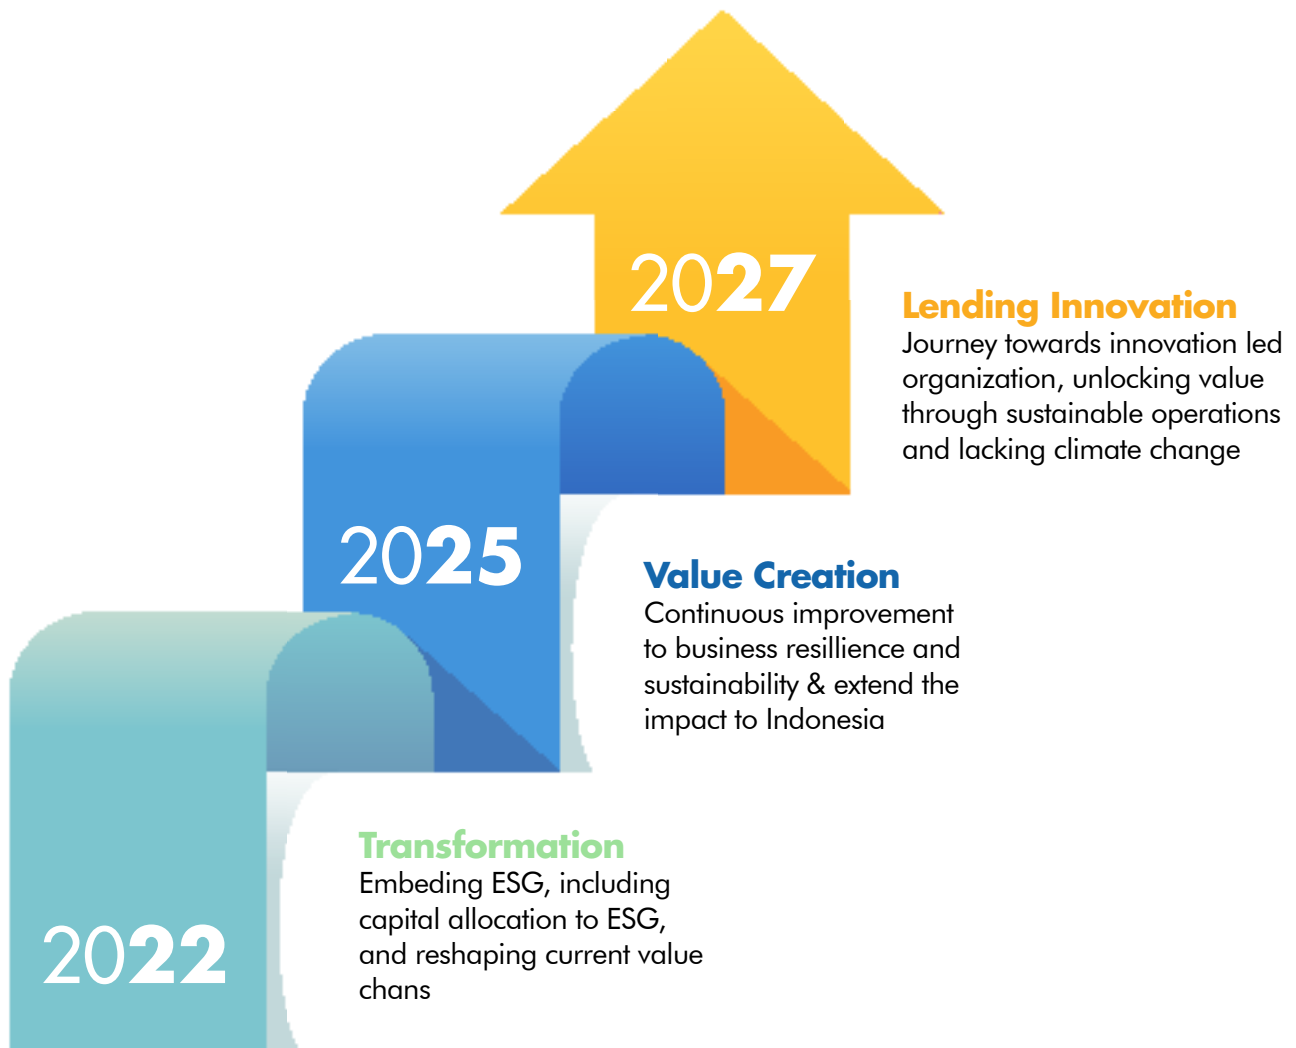 2027
Lending Innovation
Journey towards innovation led
organization, unlocking value
through sustainable operations
and lacking climate change
2025
Value Creation
Continuous improvement
to business resillience and
sustainability & extend the
impact to Indonesia
2022
Transformation
Embeding ESG, including
capital allocation to ESG,
and reshaping current value
chans